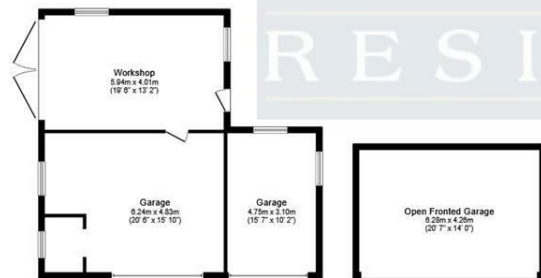 RESI
Workshop
5.94m x 4.01m
(19' 6" x 13' 2")
Garage
6.24m x 4.83m
(20' 6" x 15' 10")
Garage
4.75m x 3.10m
(15' 7" x 10' 2")
Open Fronted Garage
6.28m x 4.26m
(20' 7" x 14' 0")